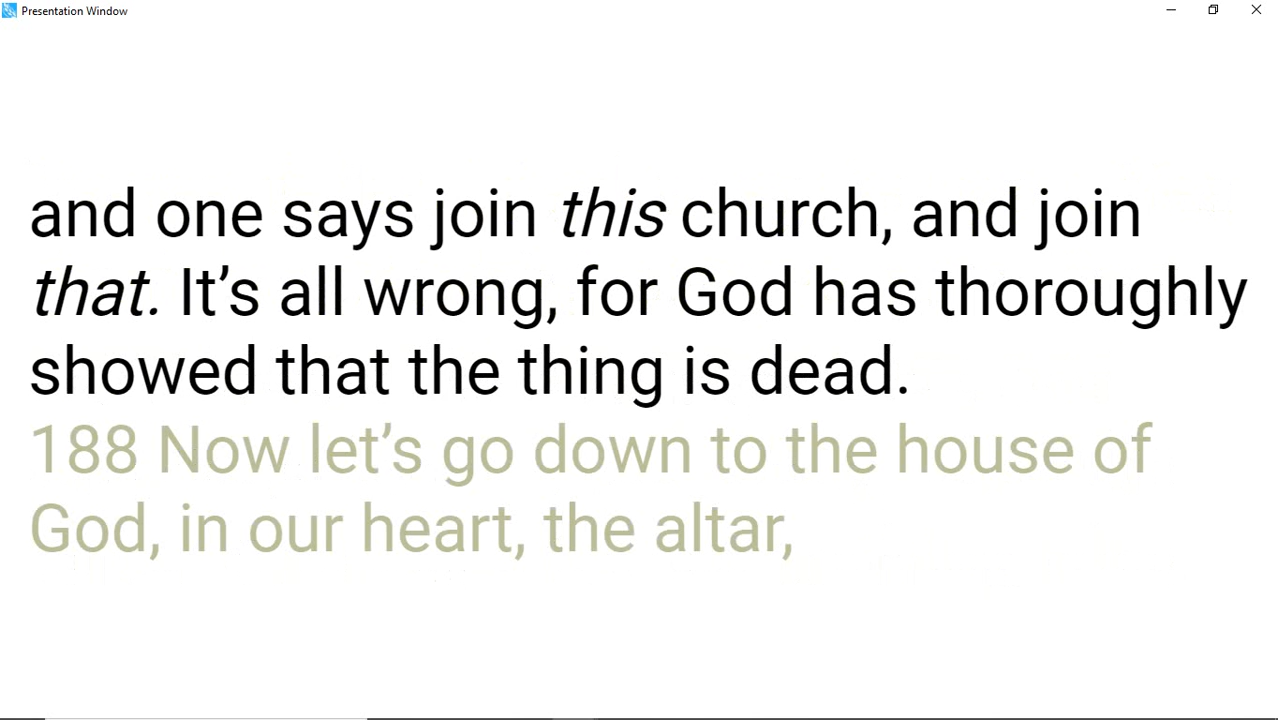 Presentation Window
and one says join this church, and join
that. It’s all wrong, for God has thoroughly
showed that the thing is dead.
188 Now let’s go down to the house of
God, in our heart, the altar,